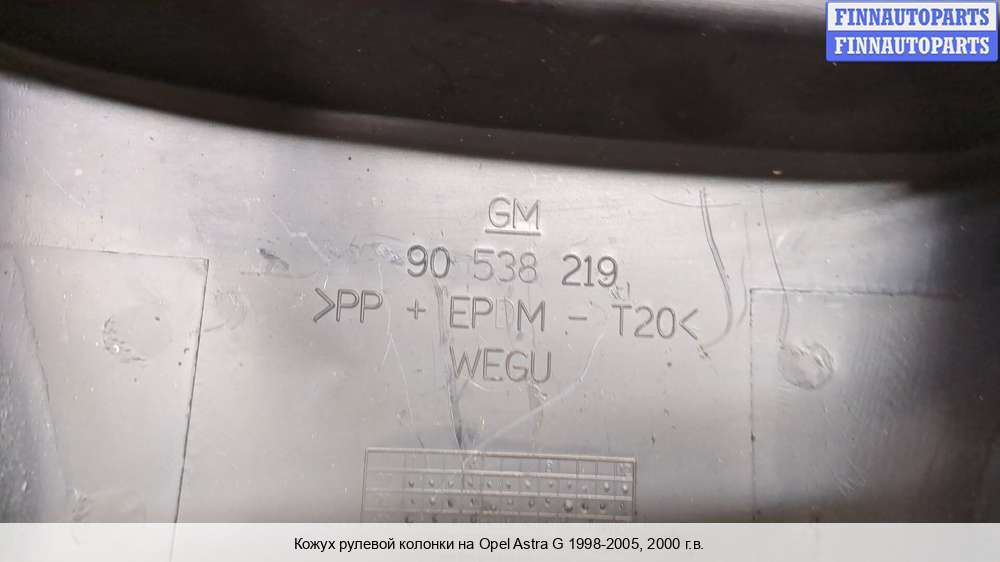 FINNAUTOPARTS
FINNAUTOPARTS
GM
90 538 219
>PP + EPDM - T20<
WEGU
Кожух рулевой колонки на Opel Astra G 1998-2005, 2000 г.в.